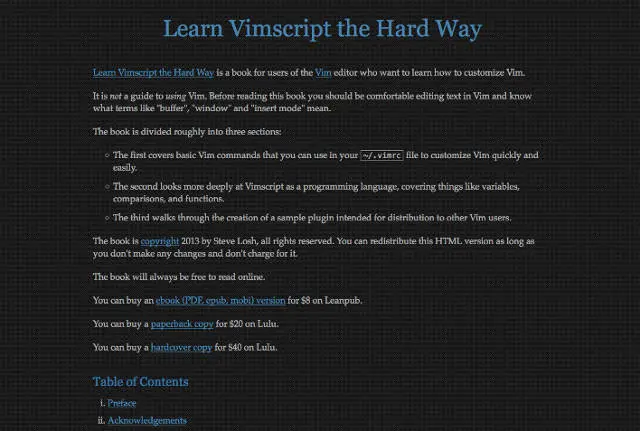 Learn Vimscript the Hard Way
Learn Vimscript the Hard Way is a book for users of the Vim editor who want to learn how to customize Vim.
It is not a guide to using Vim. Before reading this book you should be comfortable editing text in Vim and know
what terms like "buffer", "window" and "insert mode" mean.
The book is divided roughly into three sections:
◦ The first covers basic Vim commands that you can use in your ~/.vimrc file to customize Vim quickly and
easily.
◦ The second looks more deeply at Vimscript as a programming language, covering things like variables,
comparisons, and functions.
◦ The third walks through the creation of a sample plugin intended for distribution to other Vim users.
The book is copyright 2013 by Steve Losh, all rights reserved. You can redistribute this HTML version as long as
you don't make any changes and don't charge for it.
The book will always be free to read online.
You can buy an ebook (PDF, epub, mobi) version for $8 on Leanpub.
You can buy a paperback copy for $20 on Lulu.
You can buy a hardcover copy for $40 on Lulu.
Table of Contents
i. Preface
ii. Acknowledgements